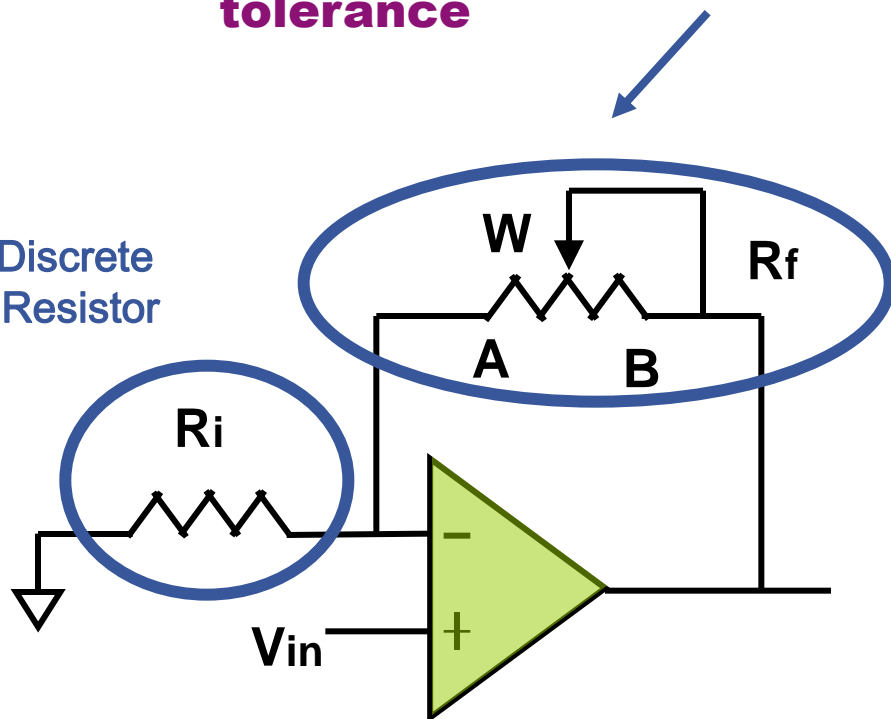 tolerance
W
Rf
Discrete
Resistor
A
B
Ri
−
+
Vin